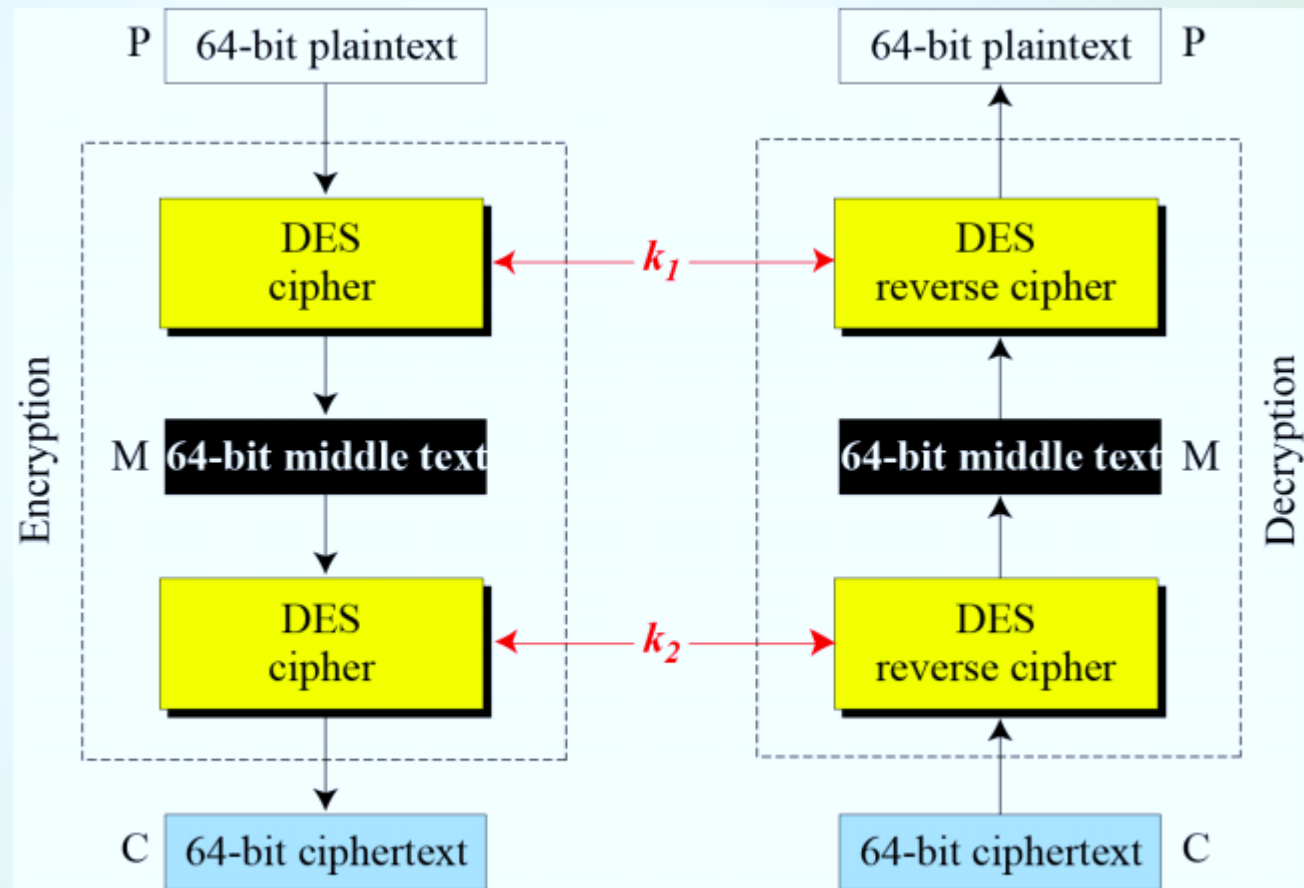 P 64-bit plaintext
64-bit plaintext P
DES
cipher
k1
DES
reverse cipher
Encryption
M 64-bit middle text
64-bit middle text M
Decryption
DES
cipher
k2
DES
reverse cipher
C 64-bit ciphertext
64-bit ciphertext C